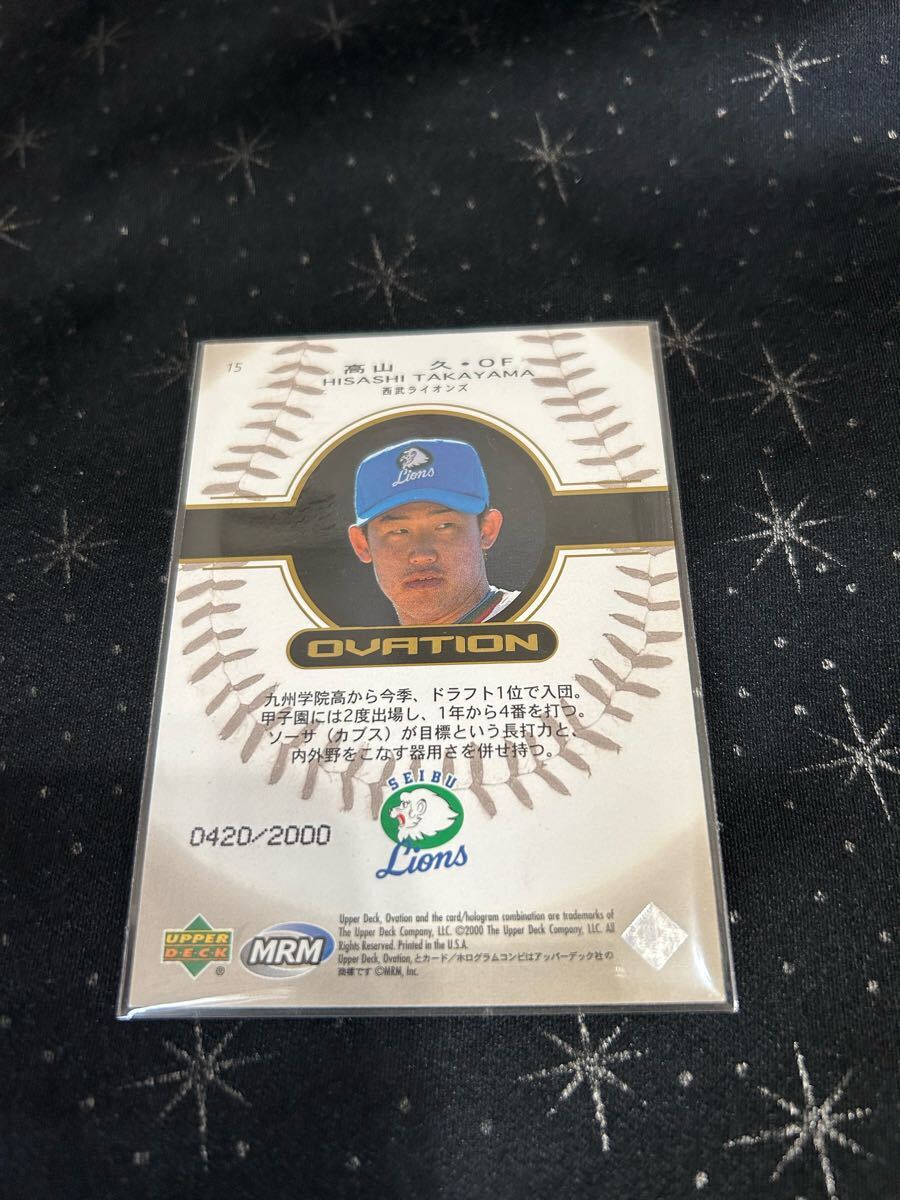 15
高山 久・OF
HISASHI TAKAYAMA
西武ライオンズ
Lions
OVATION
九州学院高から今季、ドラフト1位で入団。
甲子園には2度出場し、1年から4番を打つ。
ソーサ（カブス）が目標という長打力と、
内外野をこなす器用さを併せ持つ。
SEIBU
Lions
0420/2000
UPPER
DECK
®
MRM
Upper Deck, Ovation and the card/hologram combination are trademarks of
The Upper Deck Company, LLC. ©2000 The Upper Deck Company, LLC. All
Rights Reserved. Printed in the U.S.A.
Upper Deck, Ovation, とカード／ホログラムコンビはアッパーデック社の
商標です ©MRM, Inc.